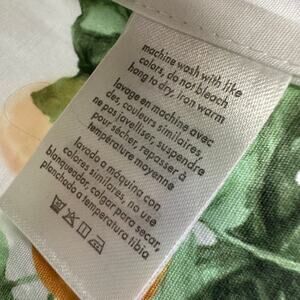 machine wash with like
colors, do not bleach
hang to dry, iron warm
lavage en machine avec
des, couleurs similaires,
ne pas javelliser, suspendre
pour sécher, repasser à
température moyenne
lavado a máquina con
colores similares, no use
blanqueador, colgar para secar,
planchado a temperatura tibia